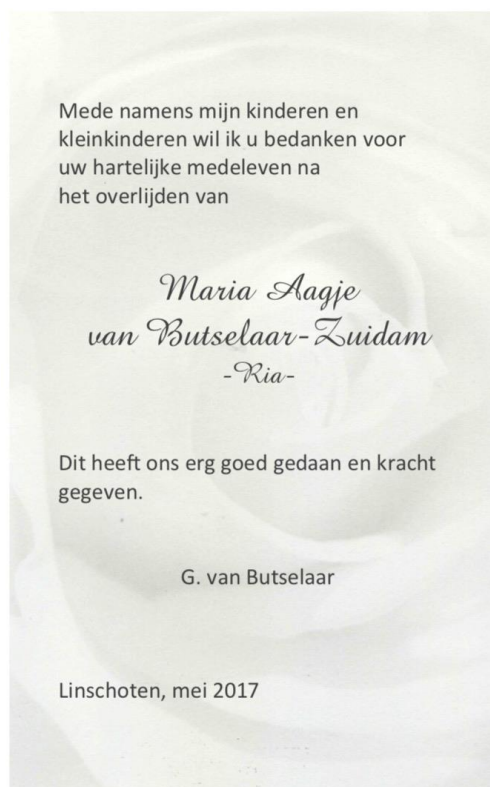 Mede namens mijn kinderen en
kleinkinderen wil ik u bedanken voor
uw hartelijke medeleven na
het overlijden van
Maria Aagje
van Butselaar-Zuidam
-Ria-
Dit heeft ons erg goed gedaan en kracht
gegeven.
G. van Butselaar
Linschoten, mei 2017